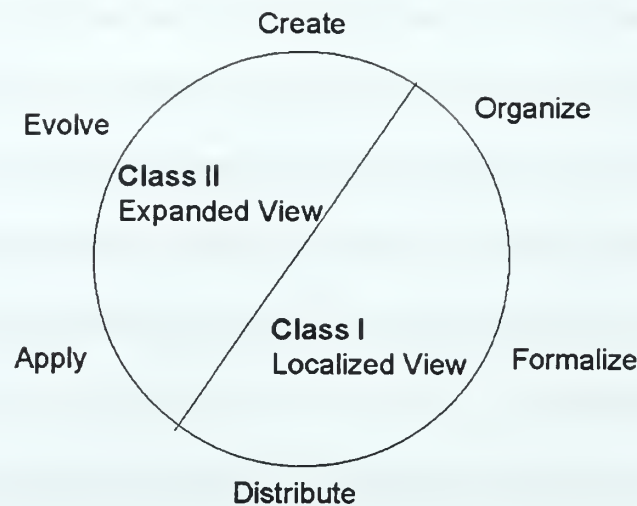 Create
Organize
Evolve
Class II
Expanded View
Class I
Localized View
Apply
Formalize
Distribute